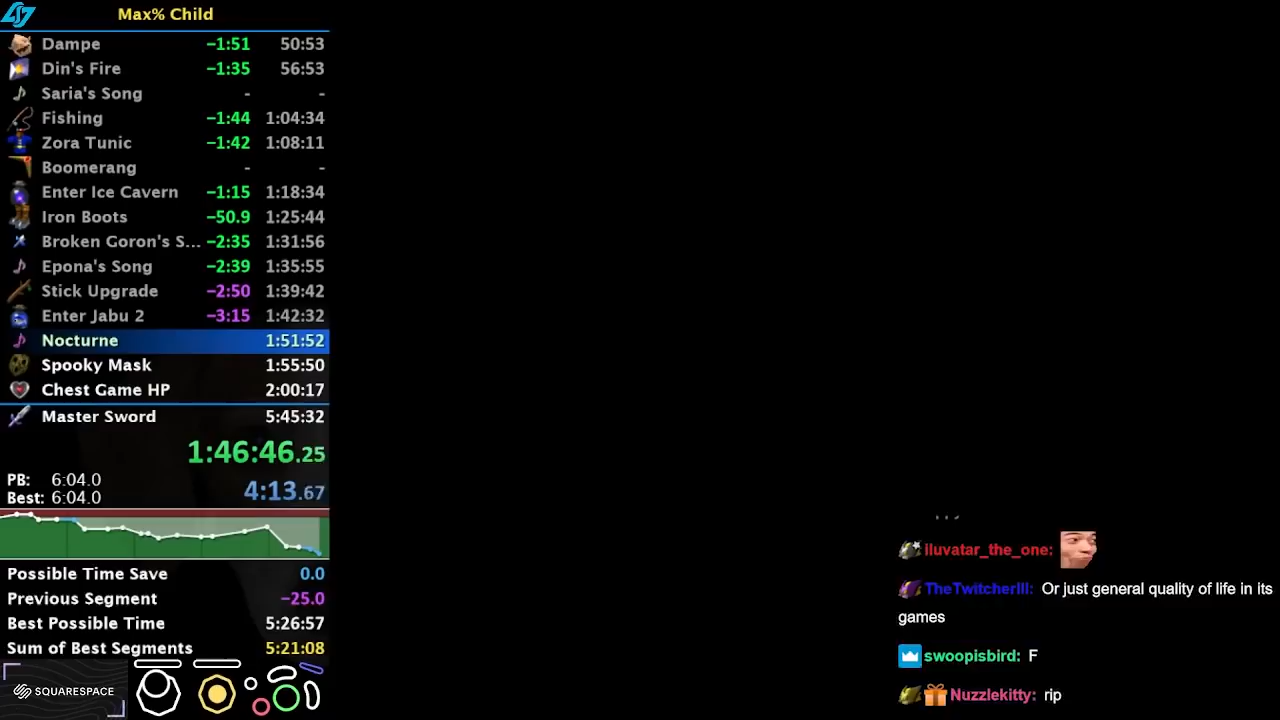 Max% Child
Dampe −1:51 50:53
Din's Fire −1:35 56:53
Saria's Song - -
Fishing −1:44 1:04:34
Zora Tunic −1:42 1:08:11
Boomerang - -
Enter Ice Cavern −1:15 1:18:34
Iron Boots −50.9 1:25:44
Broken Goron's S... −2:35 1:31:56
Epona's Song −2:39 1:35:55
Stick Upgrade −2:50 1:39:42
Enter Jabu 2 −3:15 1:42:32
Nocturne 1:51:52
Spooky Mask 1:55:50
Chest Game HP 2:00:17
Master Sword 5:45:32
1:46:46.25
PB: 6:04.0
Best: 6:04.0
4:13.67
Possible Time Save 0.0
Previous Segment −25.0
Best Possible Time 5:26:57
Sum of Best Segments 5:21:08
SQUARESPACE
iluvatar_the_one:
TheTwitcherIII: Or just general quality of life in its
games
swoopisbird: F
Nuzzlekitty: rip